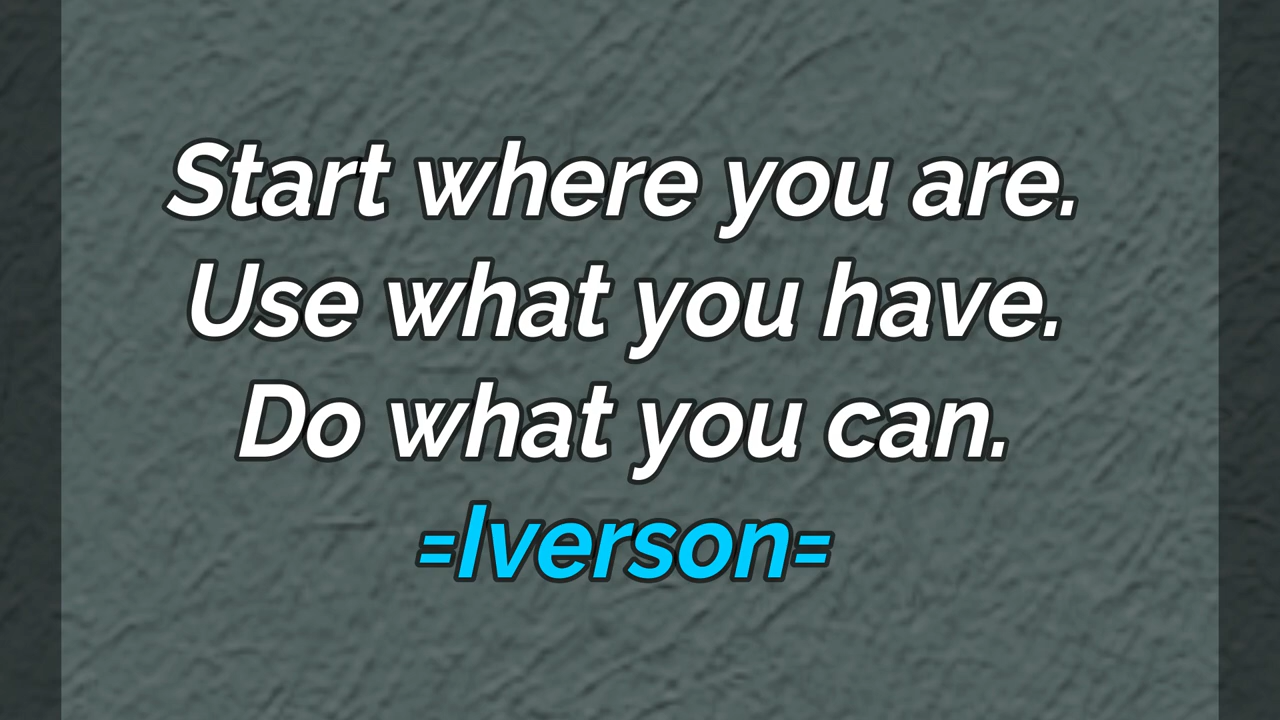 Start where you are.
Use what you have.
Do what you can.
=Iverson=